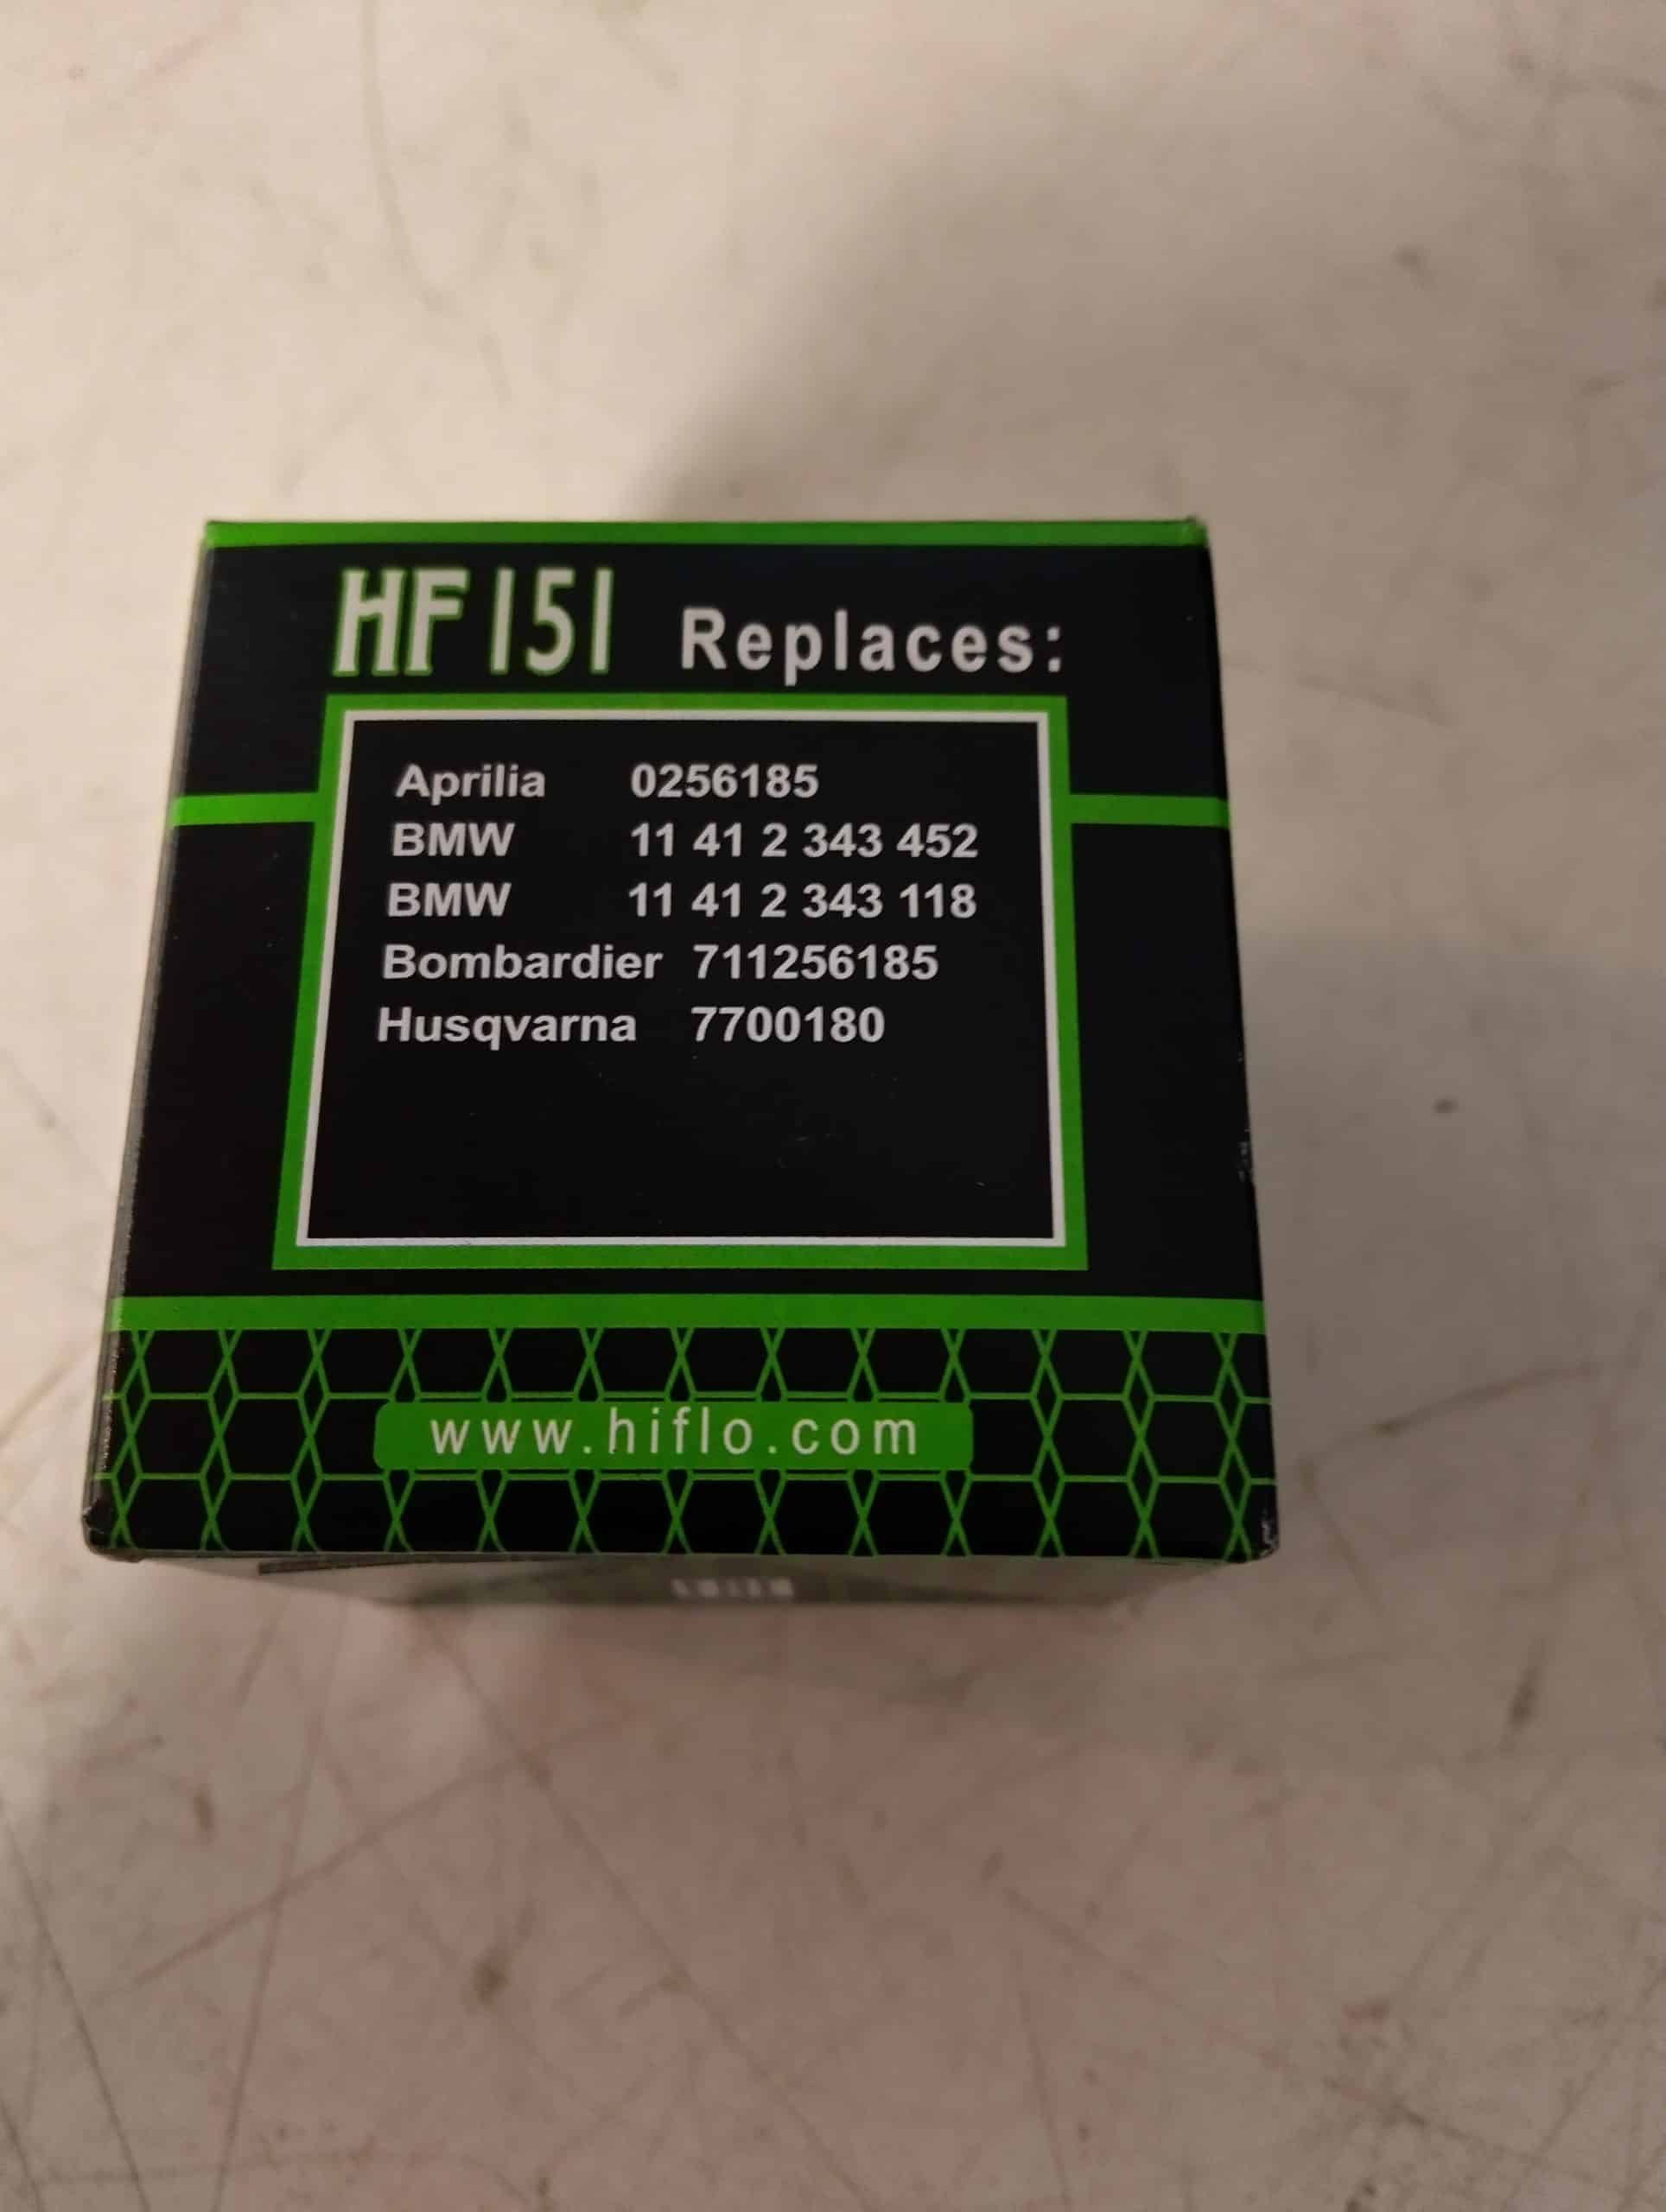 HF151 Replaces:
Aprilia 0256185
BMW 11 41 2 343 452
BMW 11 41 2 343 118
Bombardier 711256185
Husqvarna 7700180
www.hiflo.com